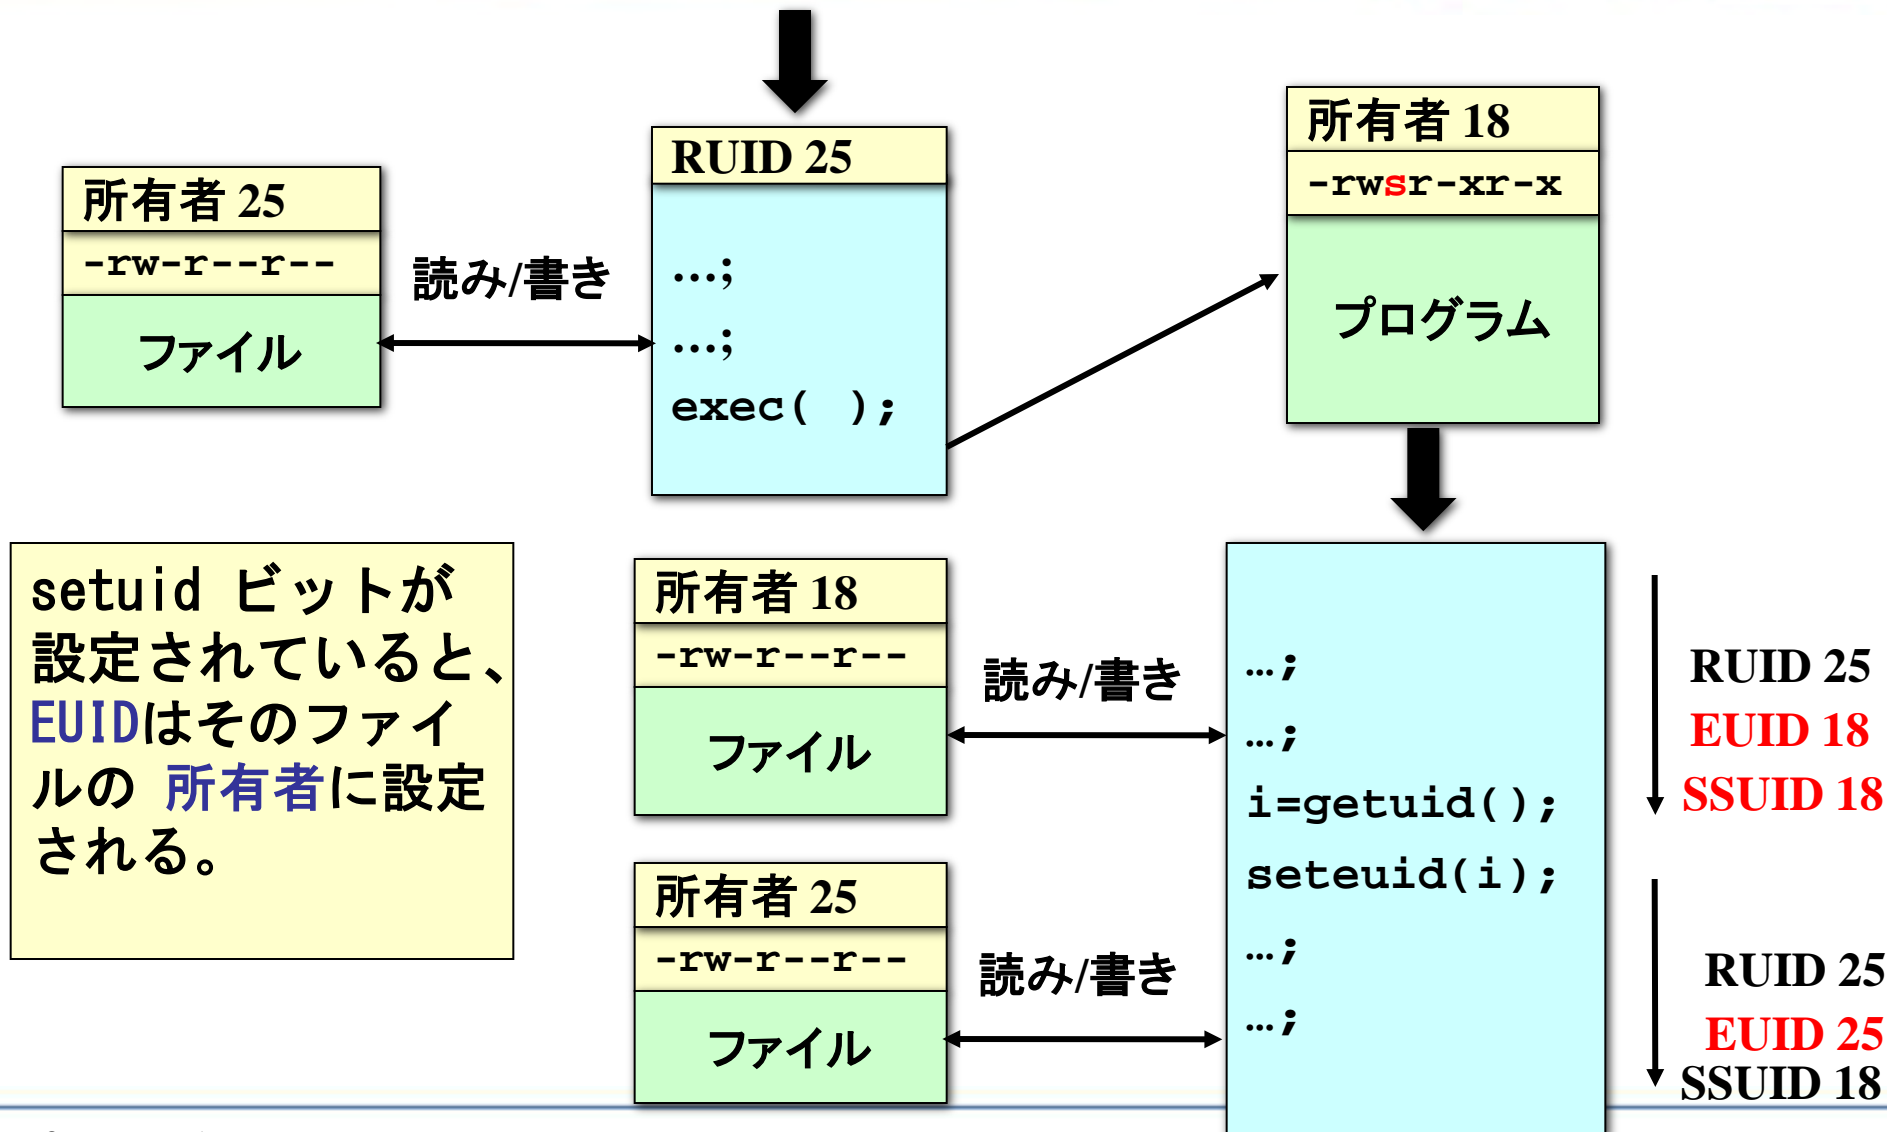 所有者 25
-rw-r--r--
ファイル
読み/書き
RUID 25
…;
…;
exec( );
所有者 18
-rwsr-xr-x
プログラム
setuid ビットが
設定されていると、
EUIDはそのファイ
ルの 所有者に設定
される。
所有者 18
-rw-r--r--
ファイル
読み/書き
所有者 25
-rw-r--r--
ファイル
読み/書き
…;
…;
i=getuid();
seteuid(i);
…;
…;
RUID 25
EUID 18
SSUID 18
RUID 25
EUID 25
SSUID 18